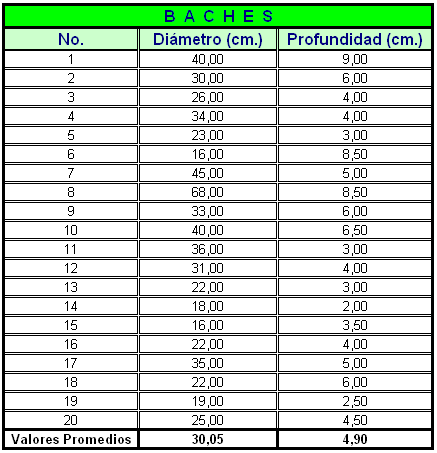 B A C H E S
No. Diámetro (cm.) Profundidad (cm.)
1 40,00 9,00
2 30,00 6,00
3 26,00 4,00
4 34,00 4,00
5 23,00 3,00
6 16,00 8,50
7 45,00 5,00
8 68,00 8,50
9 33,00 6,00
10 40,00 6,50
11 36,00 3,00
12 31,00 4,00
13 22,00 3,00
14 18,00 2,00
15 16,00 3,50
16 22,00 4,00
17 35,00 5,00
18 22,00 6,00
19 19,00 2,50
20 25,00 4,50
Valores Promedios 30,05 4,90